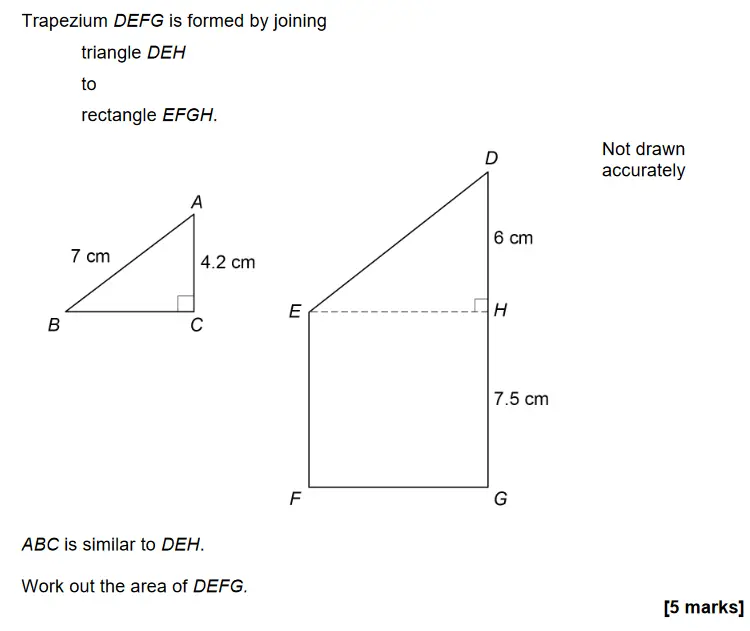 Trapezium DEFG is formed by joining
triangle DEH
to
rectangle EFGH.
Not drawn
accurately
D
A
7 cm
4.2 cm
6 cm
B
C
E
H
7.5 cm
F
G
ABC is similar to DEH.
Work out the area of DEFG.
[5 marks]